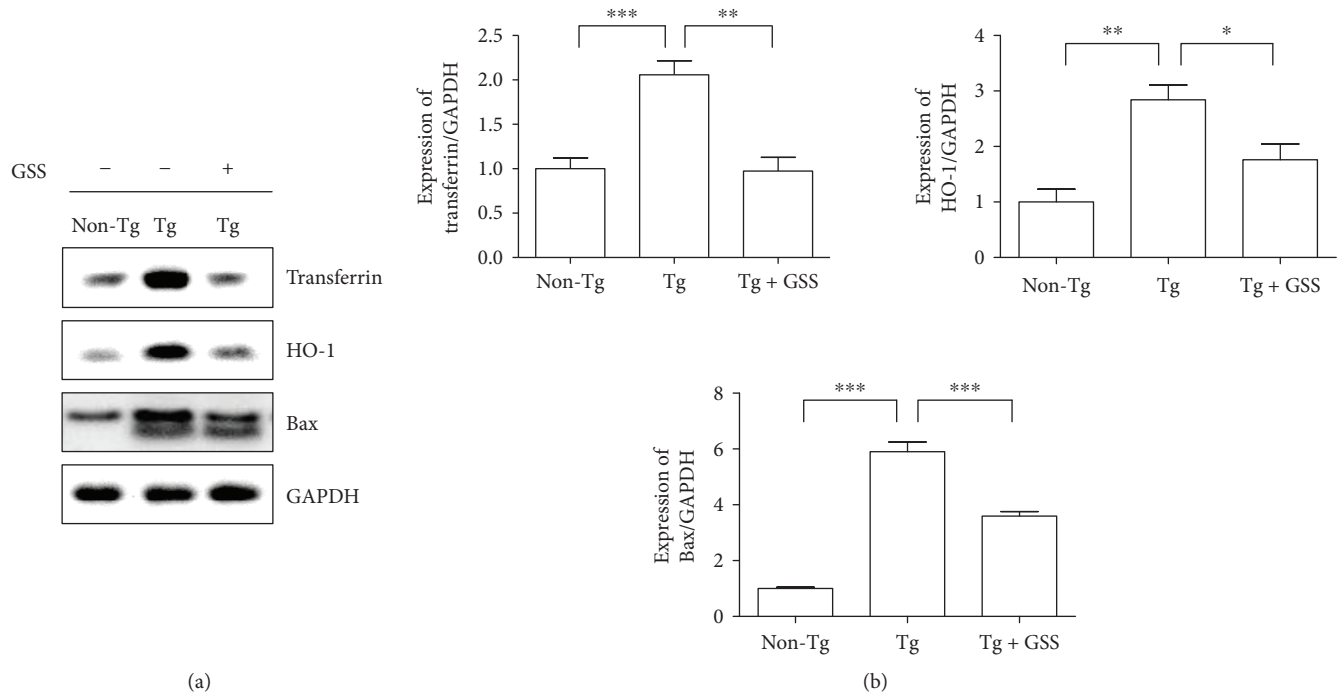 GSS − − +
Non-Tg Tg Tg
Transferrin
HO-1
Bax
GAPDH
(a)
Expression of
transferrin/GAPDH
2.5
2.0
1.5
1.0
0.5
0.0
*** **
Non-Tg Tg Tg + GSS
Expression of
HO-1/GAPDH
4
3
2
1
0
** *
Non-Tg Tg Tg + GSS
Expression of
Bax/GAPDH
8
6
4
2
0
*** ***
Non-Tg Tg Tg + GSS
(b)